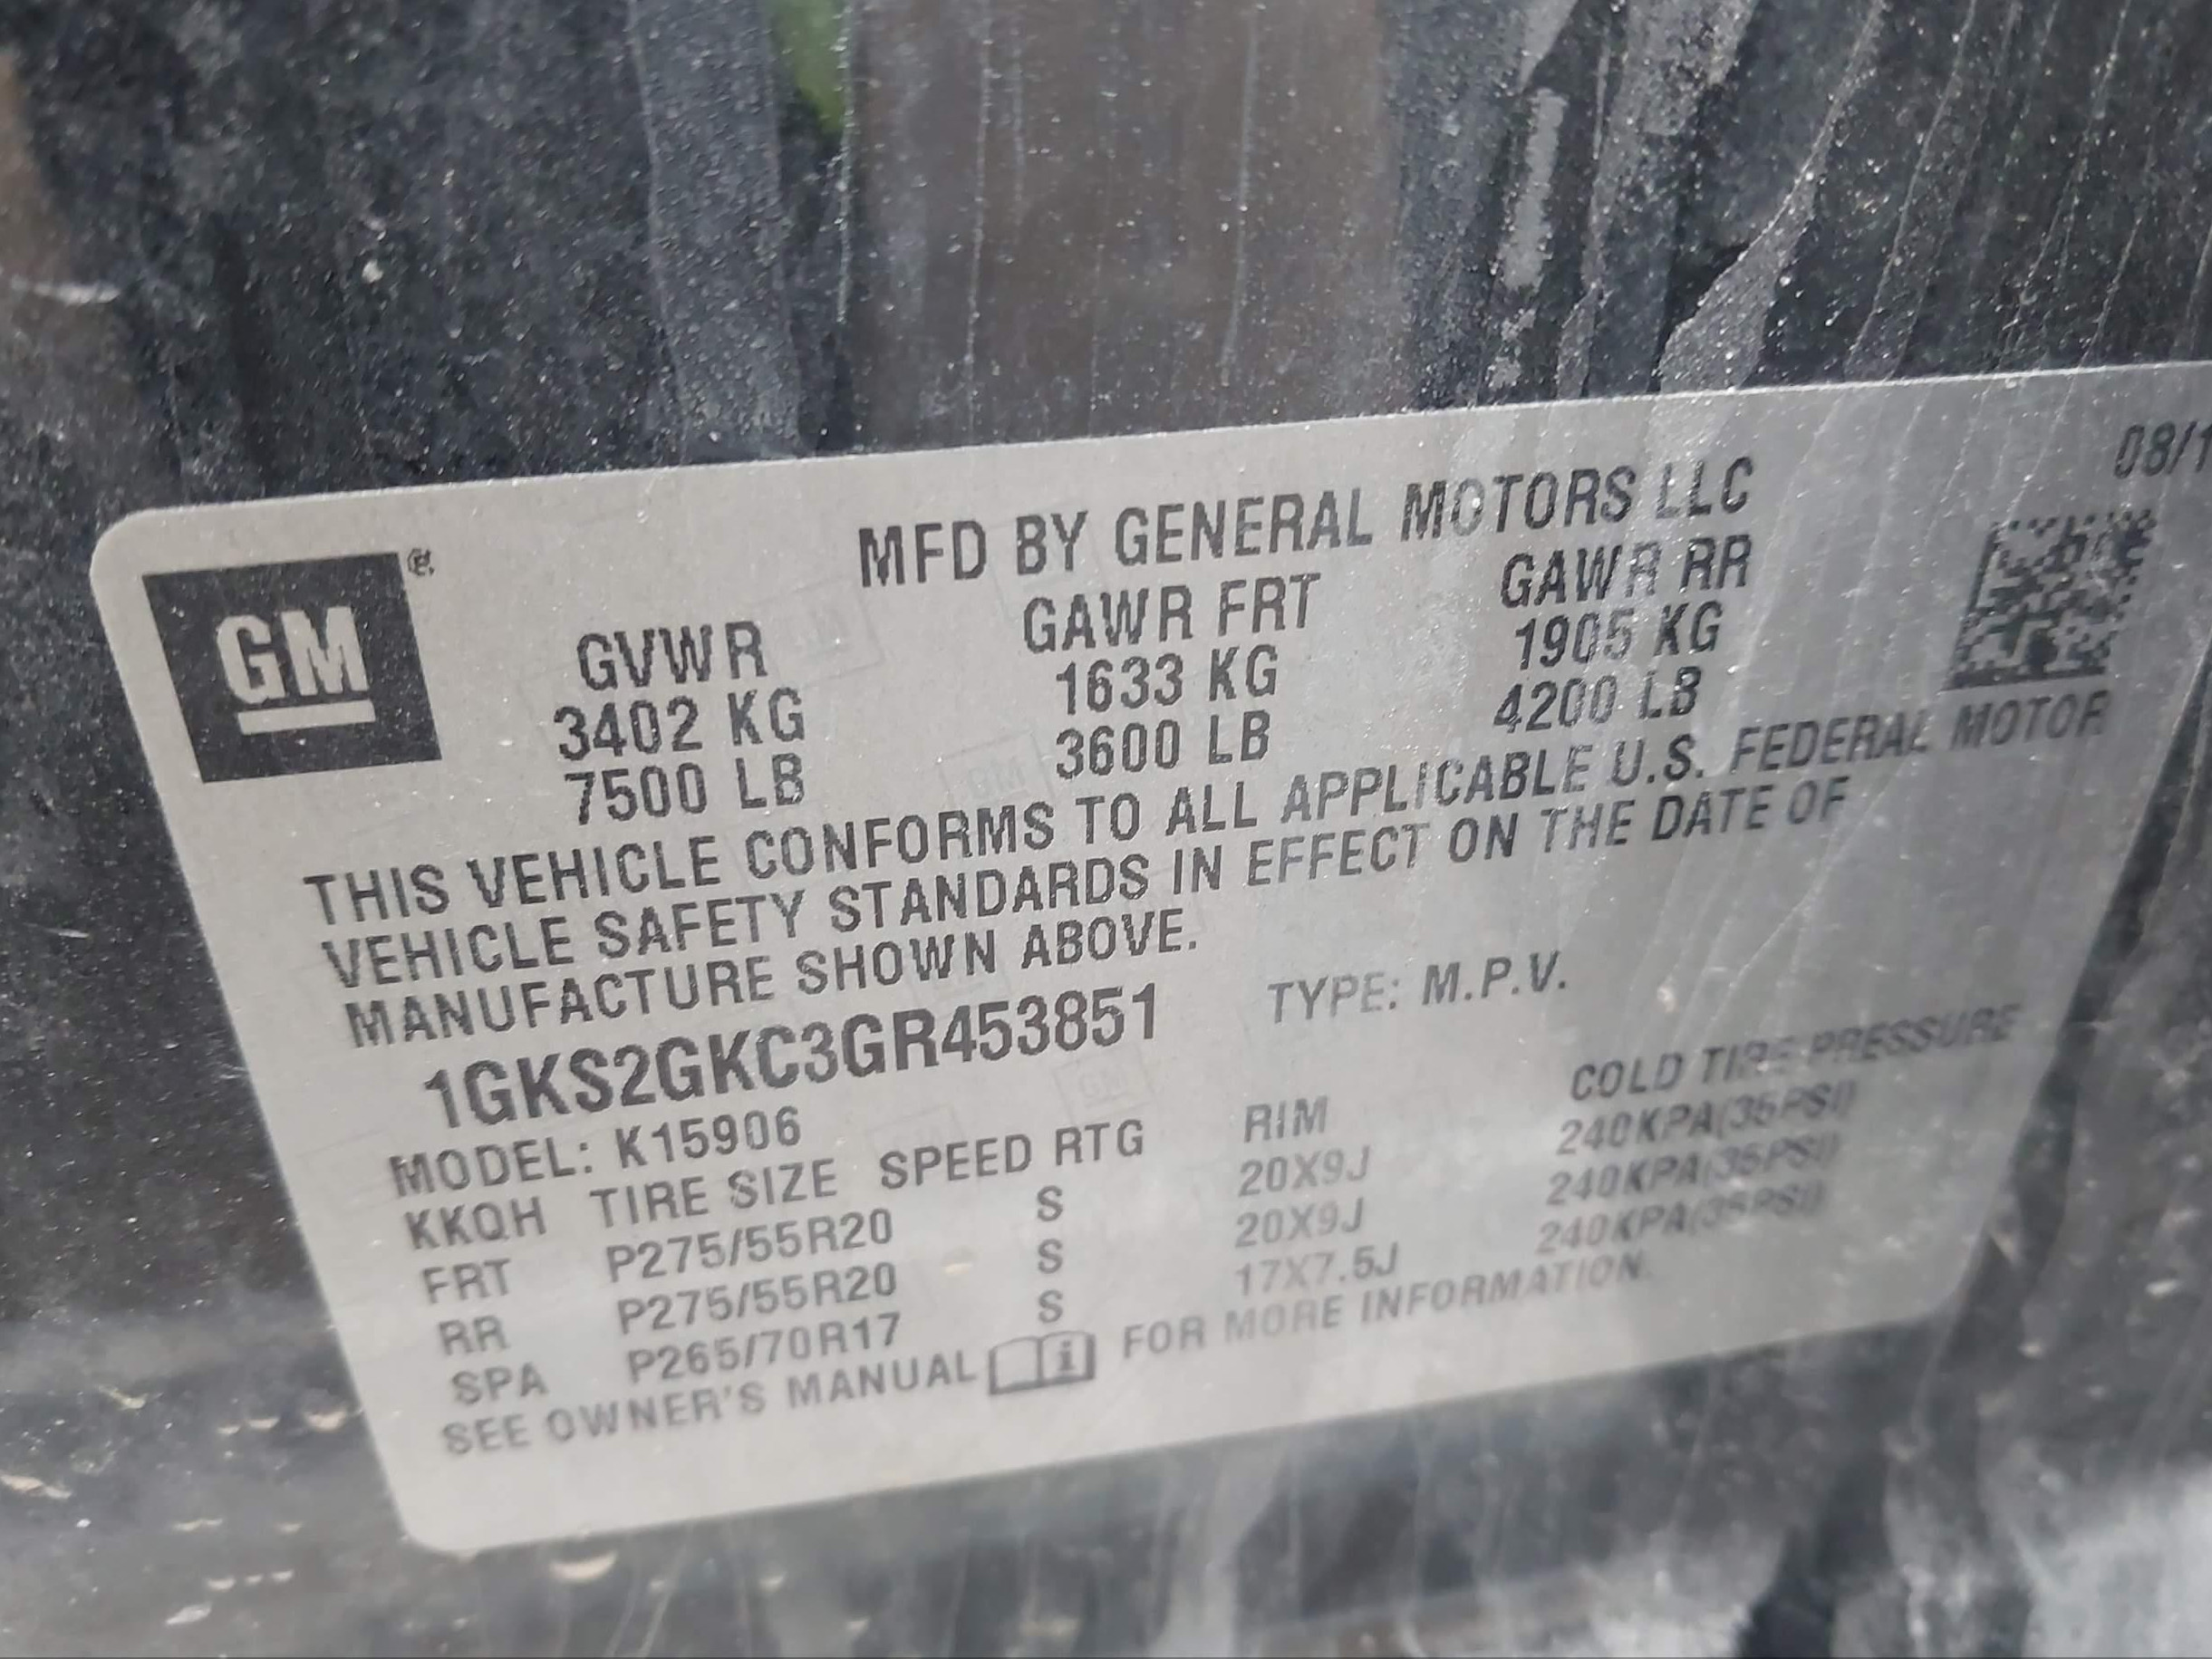 08/1
MFD BY GENERAL MOTORS LLC
GM
GVWR GAWR FRT GAWR RR
3402 KG 1633 KG 1905 KG
7500 LB 3600 LB 4200 LB
THIS VEHICLE CONFORMS TO ALL APPLICABLE U.S. FEDERAL MOTOR
VEHICLE SAFETY STANDARDS IN EFFECT ON THE DATE OF
MANUFACTURE SHOWN ABOVE.
1GKS2GKC3GR453851 TYPE: M.P.V.
MODEL: K15906
KKQH TIRE SIZE SPEED RTG RIM COLD TIRE PRESSURE
FRT P275/55R20 S 20X9J 240KPA(35PSI)
RR P275/55R20 S 20X9J 240KPA(35PSI)
SPA P265/70R17 S 17X7.5J 240KPA(35PSI)
SEE OWNER'S MANUAL FOR MORE INFORMATION.